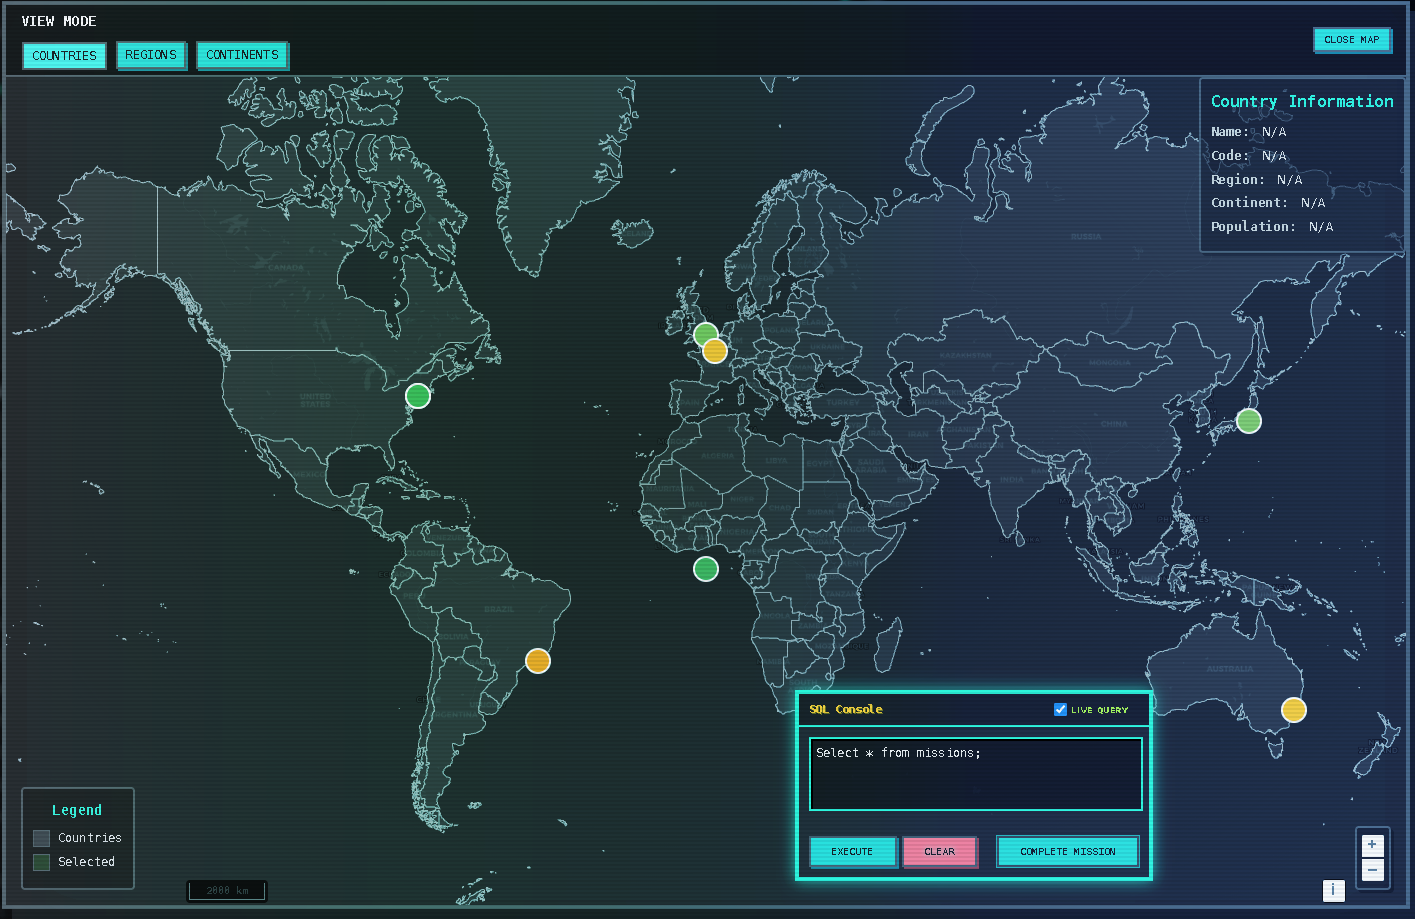 VIEW MODE
COUNTRIES REGIONS CONTINENTS
CLOSE MAP
Country Information
Name: N/A
Code: N/A
Region: N/A
Continent: N/A
Population: N/A
RUSSIA
CANADA
KAZAKHSTAN
MONGOLIA
UNITED
STATES
TURKEY
CHINA
IRAN
ALGERIA
LIBYA
EGYPT
SAUDI
ARABIA
MEXICO
INDIA
NIGER
CHAD
SUDAN
BRAZIL
BOLIVIA
AUSTRALIA
ARGENTINA
SQL Console
LIVE QUERY
Select * from missions;
EXECUTE CLEAR COMPLETE MISSION
Legend
Countries
Selected
2000 km
+
−
i